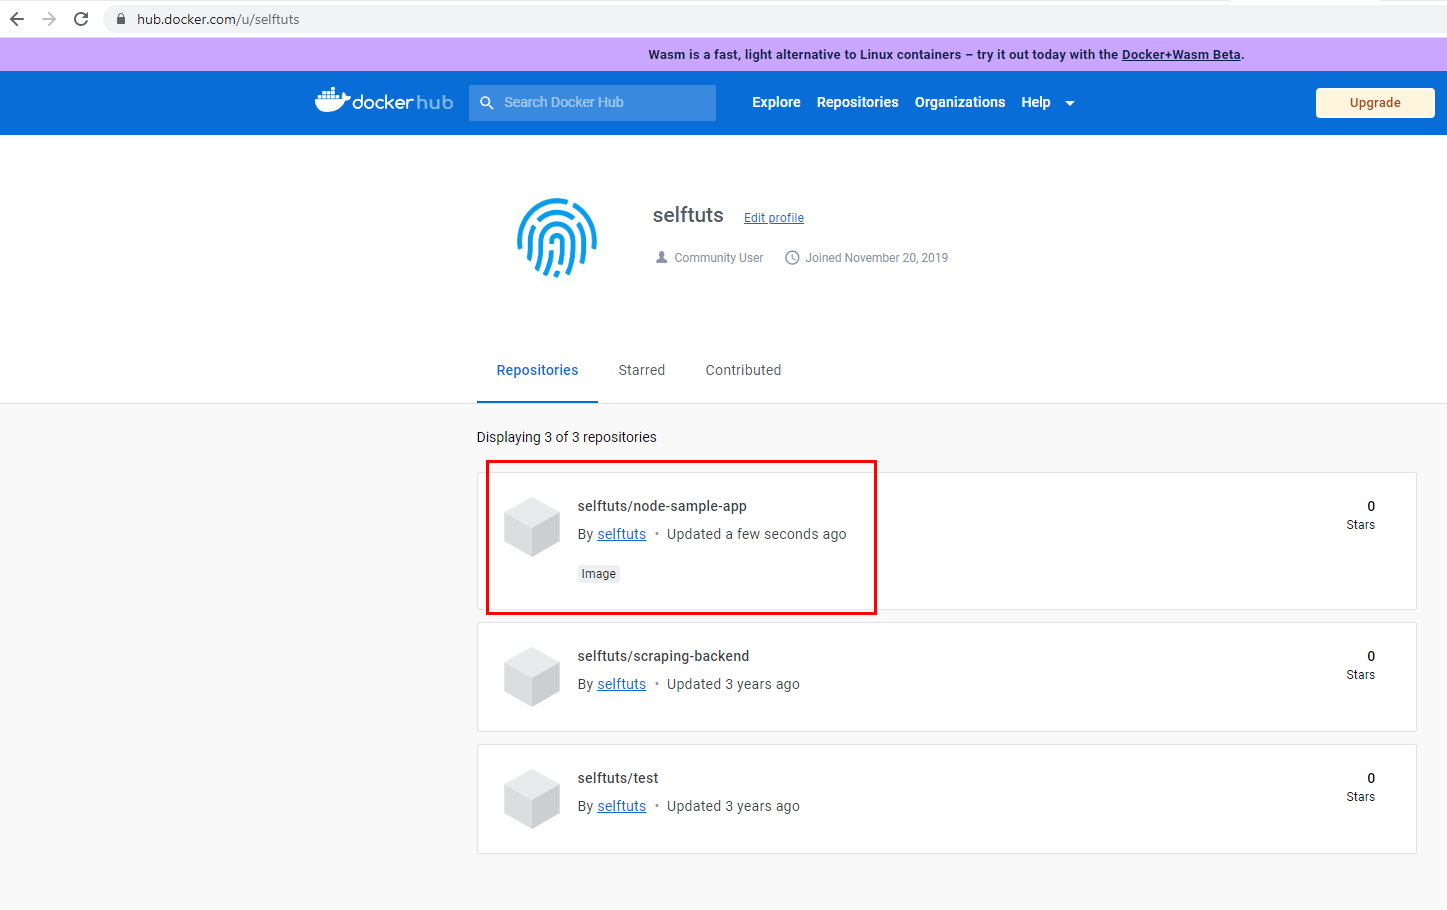 hub.docker.com/u/selftuts
Wasm is a fast, light alternative to Linux containers – try it out today with the Docker+Wasm Beta.
docker hub Search Docker Hub Explore Repositories Organizations Help Upgrade
selftuts Edit profile
Community User Joined November 20, 2019
Repositories Starred Contributed
Displaying 3 of 3 repositories
selftuts/node-sample-app 0
By selftuts • Updated a few seconds ago Stars
Image
selftuts/scraping-backend 0
By selftuts • Updated 3 years ago Stars
selftuts/test 0
By selftuts • Updated 3 years ago Stars